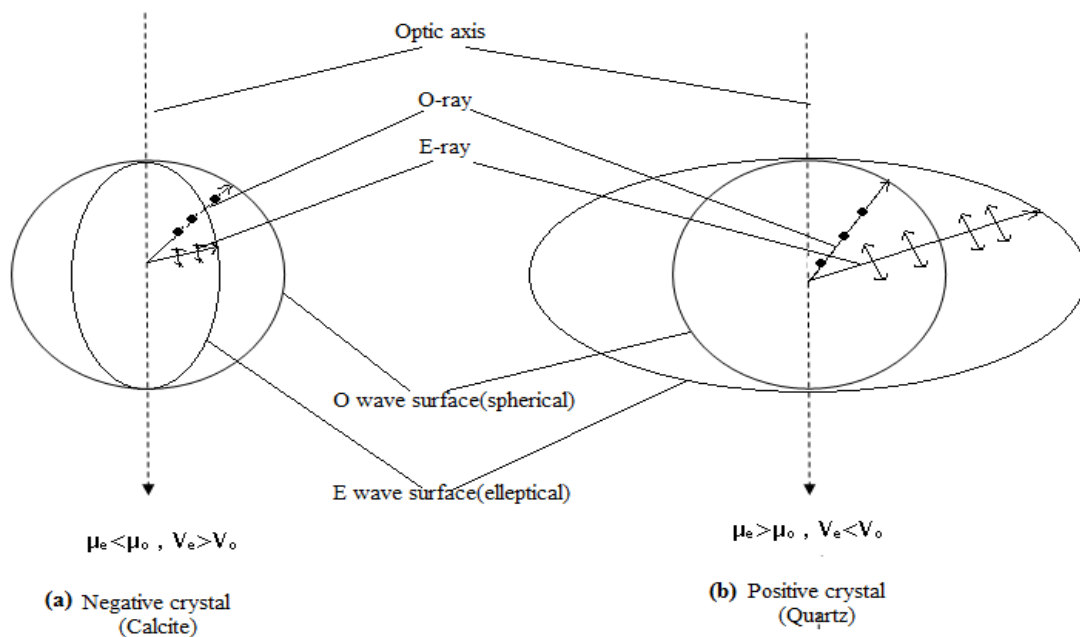 Optic axis
O-ray
E-ray
O wave surface(spherical)
E wave surface(elleptical)
μe<μo , Ve>Vo
μe>μo , Ve<Vo
(a) Negative crystal
(Calcite)
(b) Positive crystal
(Quartz)